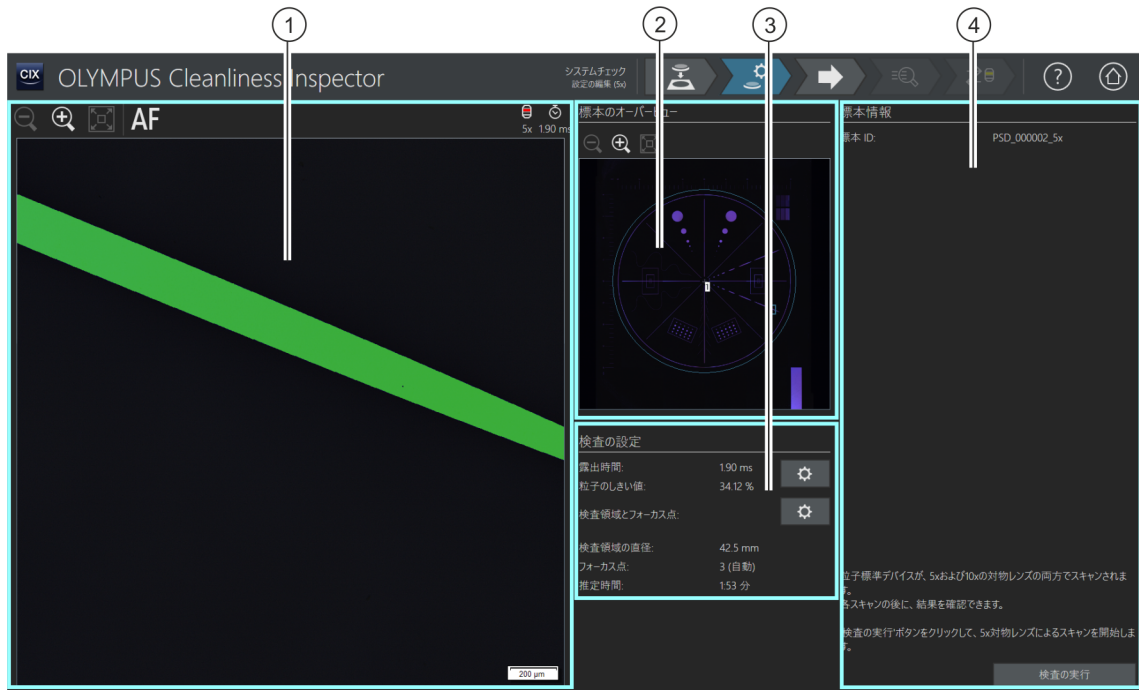 1
2
3
4
CIX
OLYMPUS Cleanliness Inspector
システムチェック
設定の編集 (5x)
?
AF
5x 1.90 ms
標本のオーバービュー
1
標本情報
標本 ID: PSD_000002_5x
検査の設定
露出時間: 1.90 ms
粒子のしきい値: 34.12 %
検査領域とフォーカス点:
検査領域の直径: 42.5 mm
フォーカス点: 3 (自動)
推定時間: 1:53 分
粒子標準デバイスが、5xおよび10xの対物レンズの両方でスキャンされま
す。
各スキャンの後に、結果を確認できます。
'検査の実行'ボタンをクリックして、5x対物レンズによるスキャンを開始しま
す。
200 µm
検査の実行